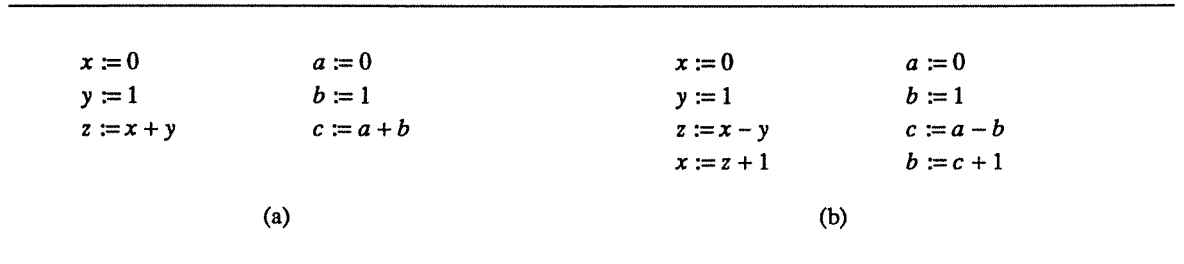 x := 0 a := 0 x := 0 a := 0
y := 1 b := 1 y := 1 b := 1
z := x + y c := a + b z := x - y c := a - b
x := z + 1 b := c + 1
(a) (b)